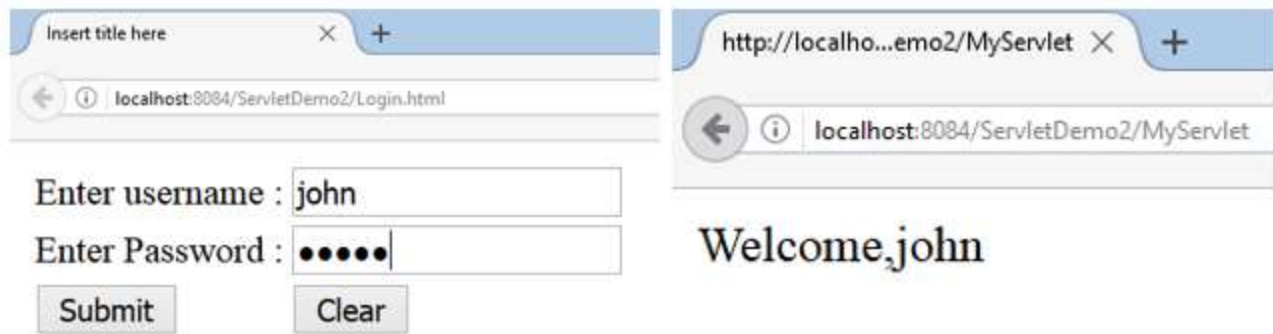 Insert title here
localhost:8084/ServletDemo2/Login.html
Enter username : john
Enter Password : •••••
Submit Clear
http://localho...emo2/MyServlet
localhost:8084/ServletDemo2/MyServlet
Welcome,john